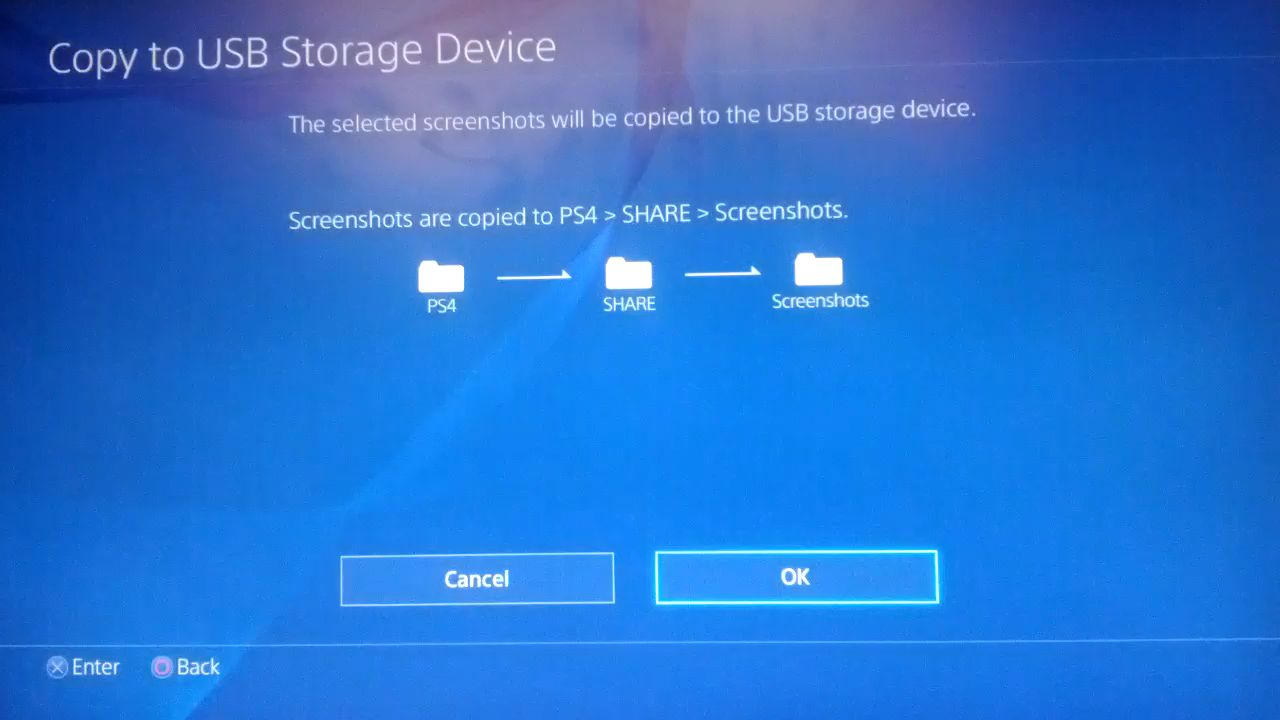 Copy to USB Storage Device
The selected screenshots will be copied to the USB storage device.
Screenshots are copied to PS4 > SHARE > Screenshots.
PS4
SHARE
Screenshots
Cancel
OK
Enter
Back